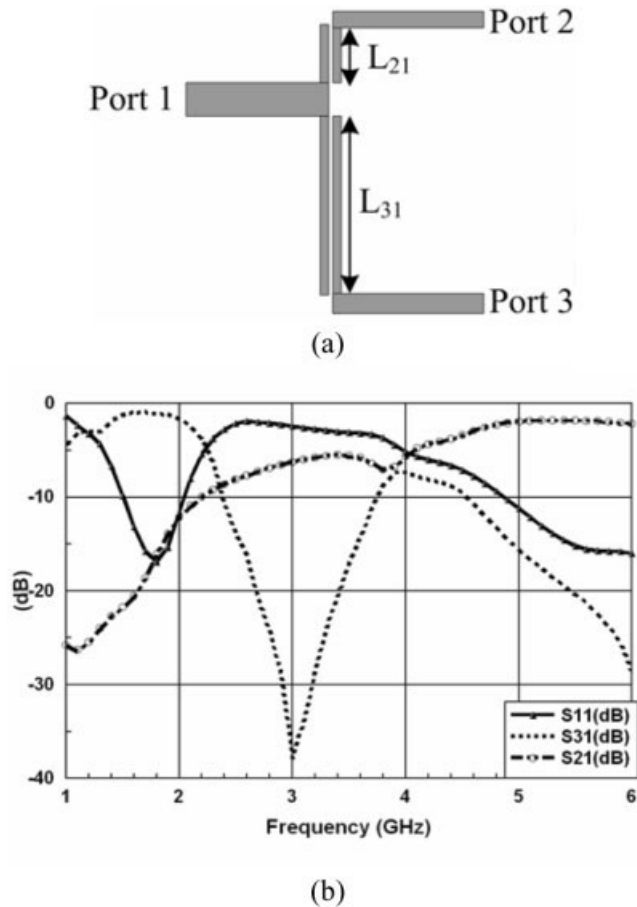 Port 2
L21
Port 1
L31
Port 3
(a)
0
-10
-20
-30
-40
(dB)
S11(dB)
S31(dB)
S21(dB)
1 2 3 4 5 6
Frequency (GHz)
(b)